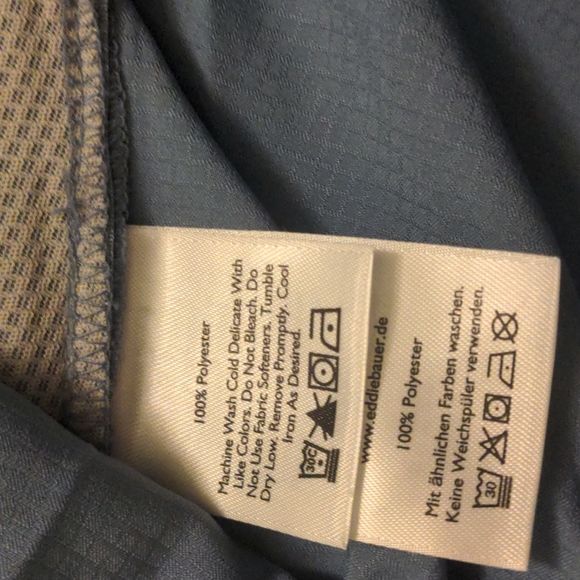 100% Polyester
Machine Wash Cold Delicate With
Like Colors. Do Not Bleach. Do
Not Use Fabric Softeners. Tumble
Dry Low. Remove Promptly. Cool
Iron As Desired.
30C
www.eddiebauer.de
100% Polyester
Mit ähnlichen Farben waschen.
Keine Weichspüler verwenden.
30